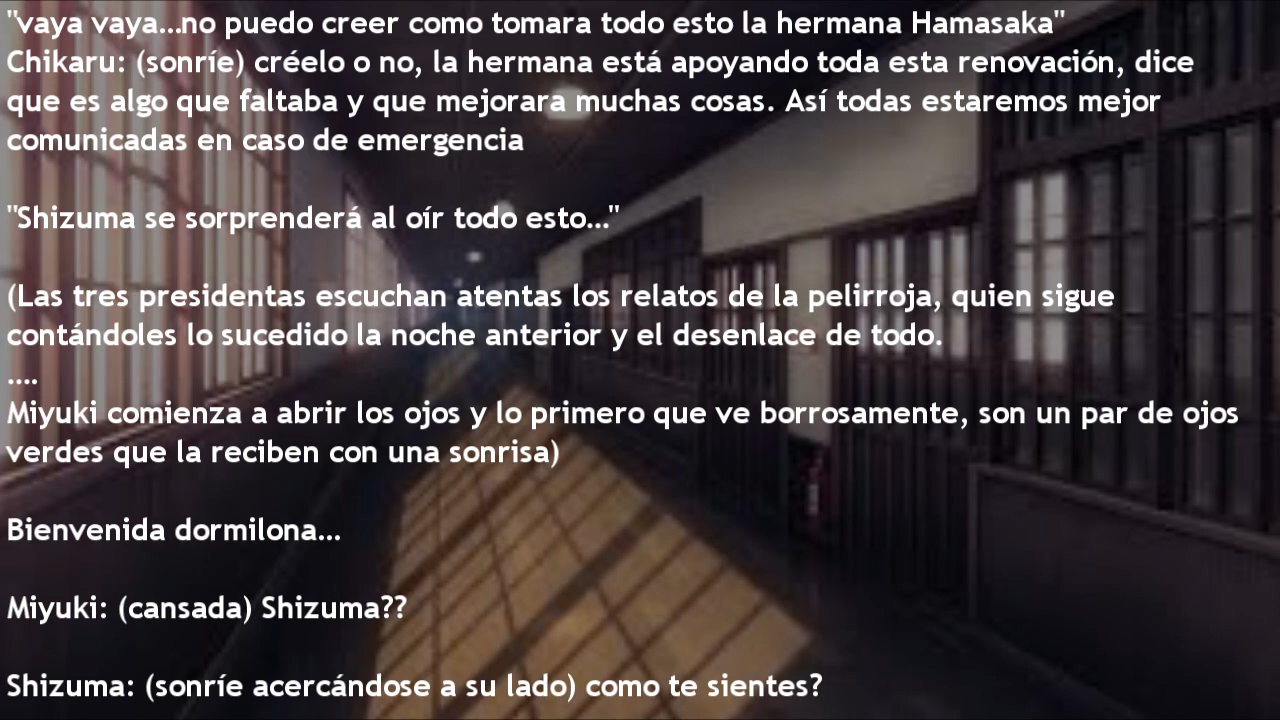 "vaya vaya...no puedo creer como tomara todo esto la hermana Hamasaka"
Chikaru: (sonríe) créelo o no, la hermana está apoyando toda esta renovación, dice
que es algo que faltaba y que mejorara muchas cosas. Así todas estaremos mejor
comunicadas en caso de emergencia
"Shizuma se sorprenderá al oír todo esto..."
(Las tres presidentas escuchan atentas los relatos de la pelirroja, quien sigue
contándoles lo sucedido la noche anterior y el desenlace de todo.
....
Miyuki comienza a abrir los ojos y lo primero que ve borrosamente, son un par de ojos
verdes que la reciben con una sonrisa)
Bienvenida dormilona...
Miyuki: (cansada) Shizuma??
Shizuma: (sonríe acercándose a su lado) como te sientes?